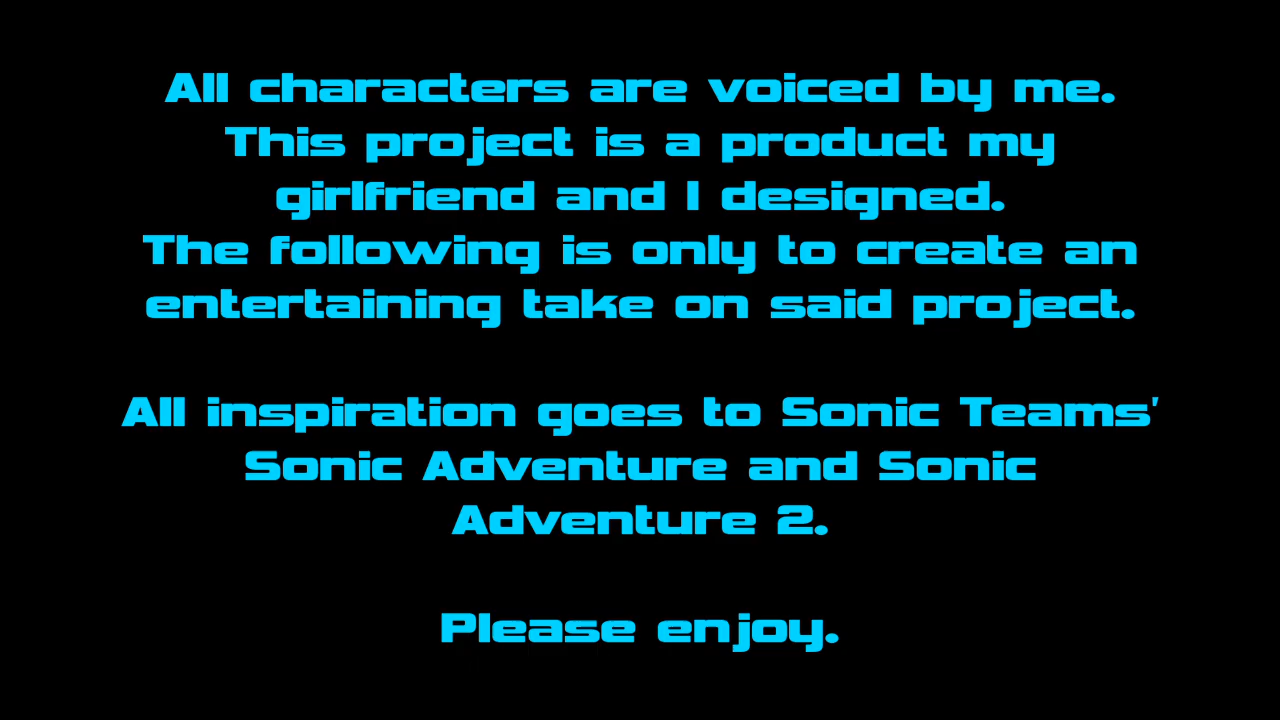 All characters are voiced by me.
This project is a product my
girlfriend and I designed.
The following is only to create an
entertaining take on said project.
All inspiration goes to Sonic Teams'
Sonic Adventure and Sonic
Adventure 2.
Please enjoy.